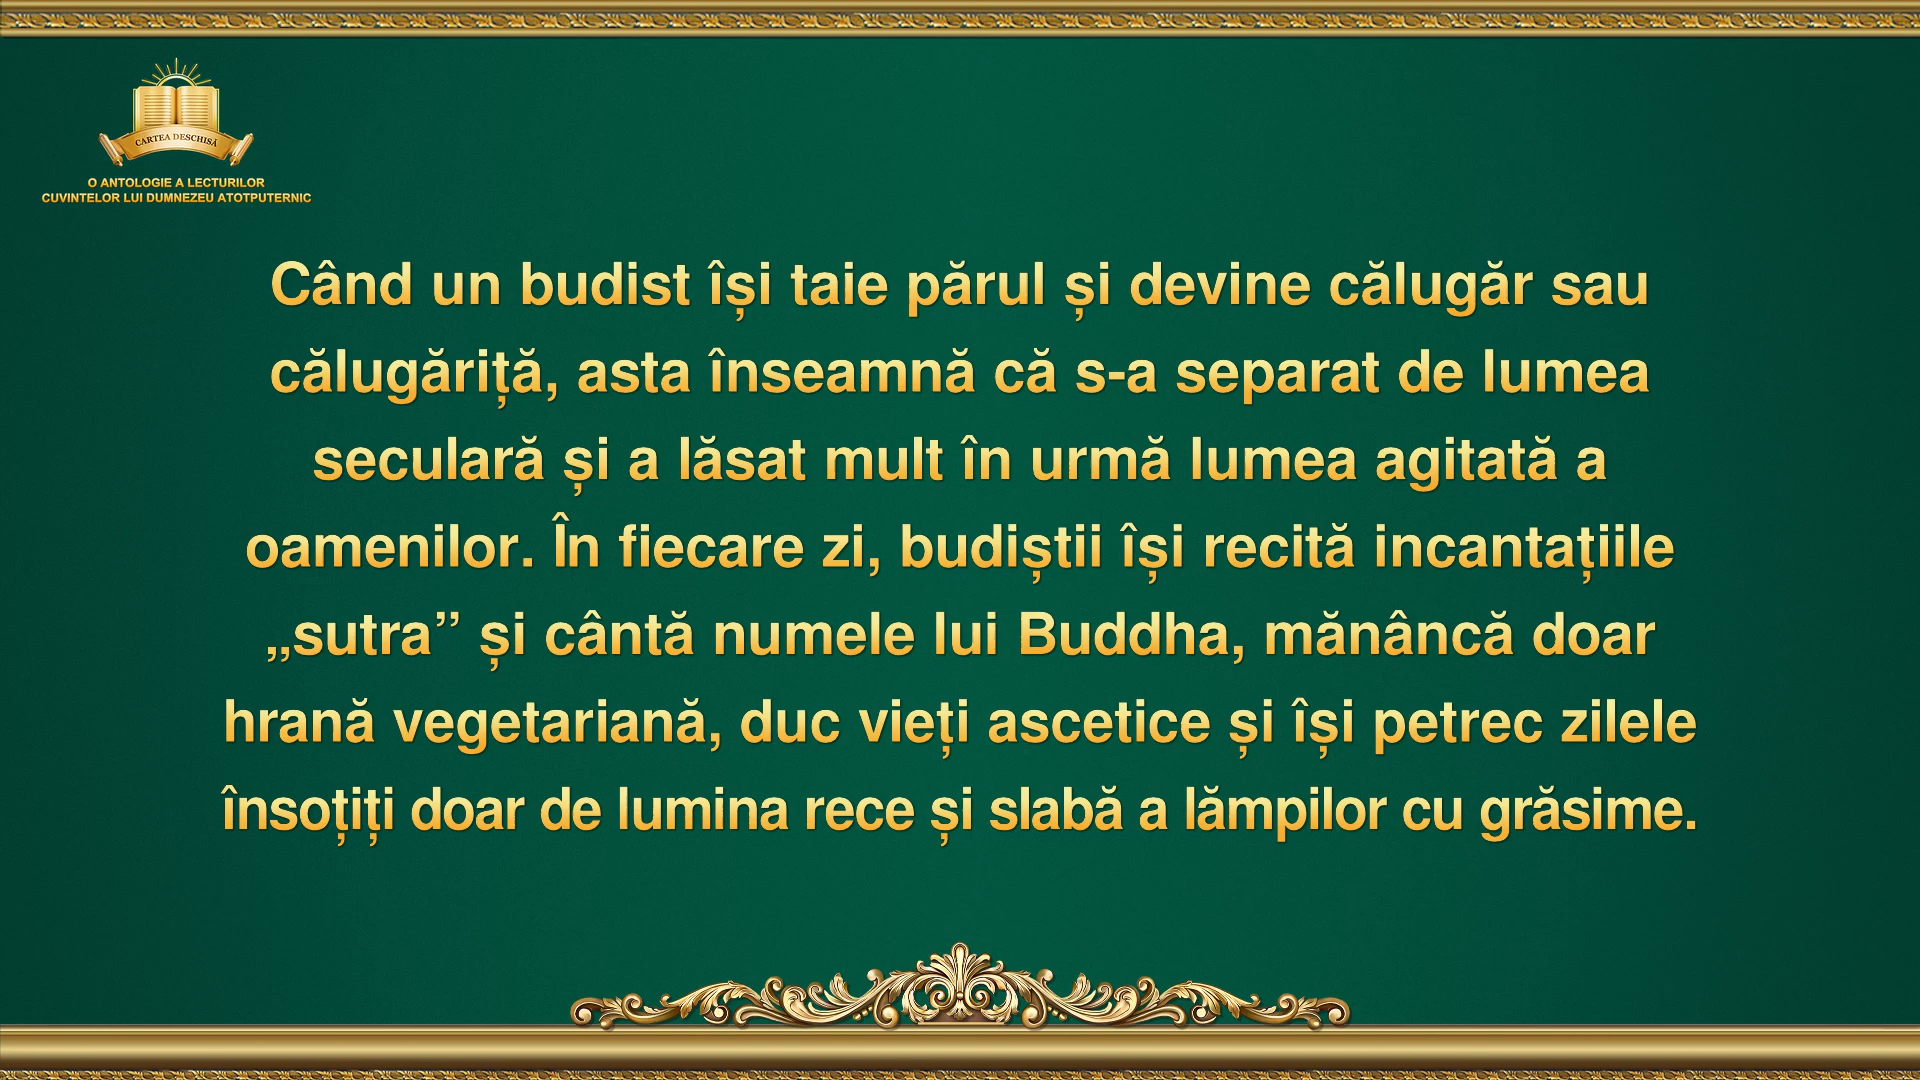 CARTEA DESCHISĂ
O ANTOLOGIE A LECTURILOR
CUVINTELOR LUI DUMNEZEU ATOTPUTERNIC
Când un budist își taie părul și devine călugăr sau
călugăriță, asta înseamnă că s-a separat de lumea
seculară și a lăsat mult în urmă lumea agitată a
oamenilor. În fiecare zi, budiștii își recită incantațiile
„sutra” și cântă numele lui Buddha, mănâncă doar
hrană vegetariană, duc vieți ascetice și își petrec zilele
însoțiți doar de lumina rece și slabă a lămpilor cu grăsime.